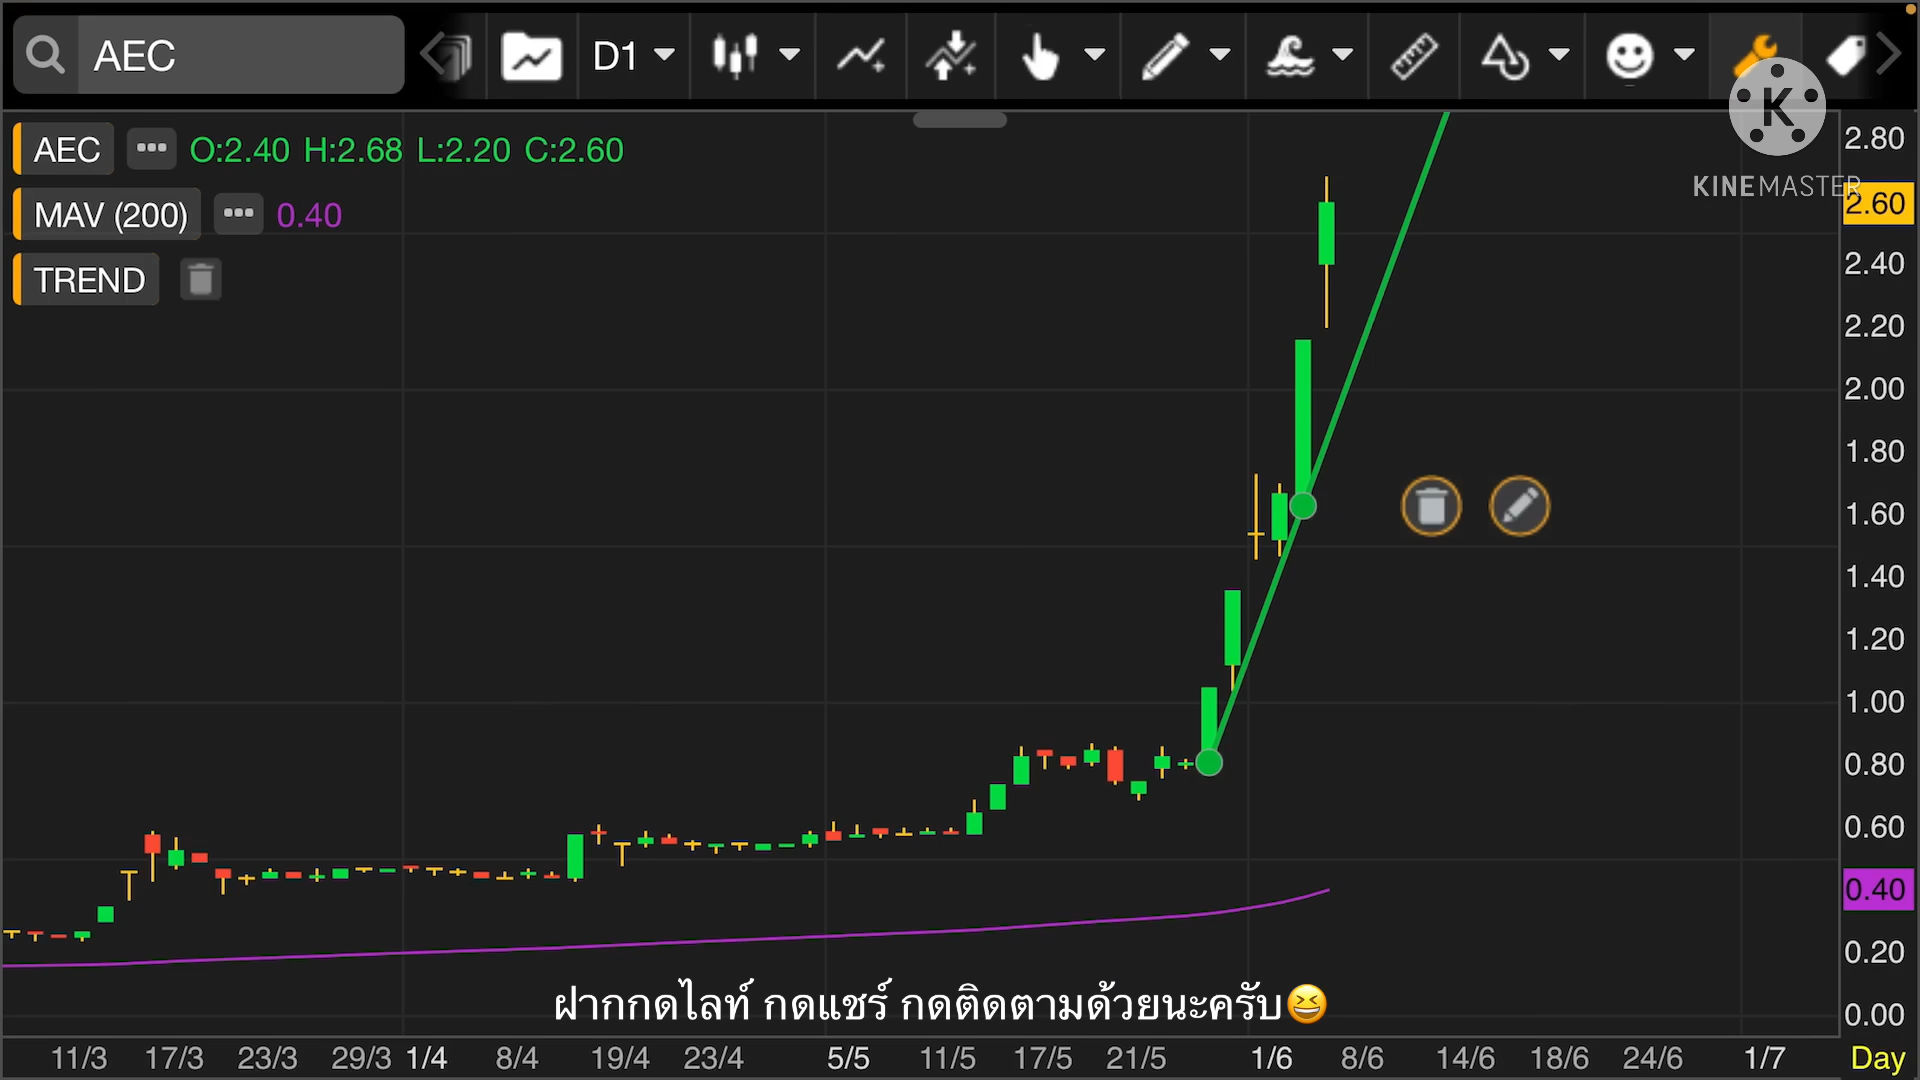 AEC
D1
AEC ••• O:2.40 H:2.68 L:2.20 C:2.60
MAV (200) ••• 0.40
TREND
K
KINEMASTER
2.80
2.60
2.40
2.20
2.00
1.80
1.60
1.40
1.20
1.00
0.80
0.60
0.40
0.20
0.00
ฝากกดไลท์ กดแชร์ กดติดตามด้วยนะครับ😆
11/3 17/3 23/3 29/3 1/4 8/4 19/4 23/4 5/5 11/5 17/5 21/5 1/6 8/6 14/6 18/6 24/6 1/7 Day